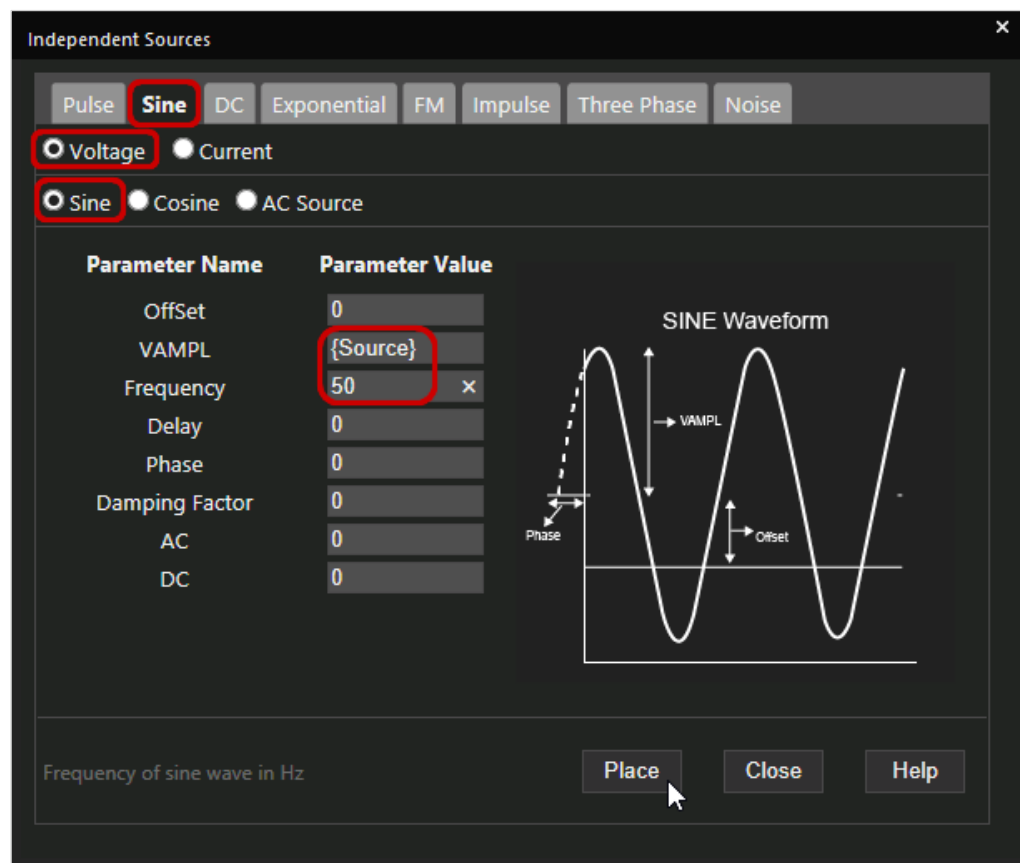 Independent Sources ×
Pulse Sine DC Exponential FM Impulse Three Phase Noise
Voltage Current
Sine Cosine AC Source
Parameter Name Parameter Value
OffSet 0
VAMPL {Source}
Frequency 50 ×
Delay 0
Phase 0
Damping Factor 0
AC 0
DC 0
SINE Waveform
VAMPL
Phase
Offset
Frequency of sine wave in Hz
Place Close Help